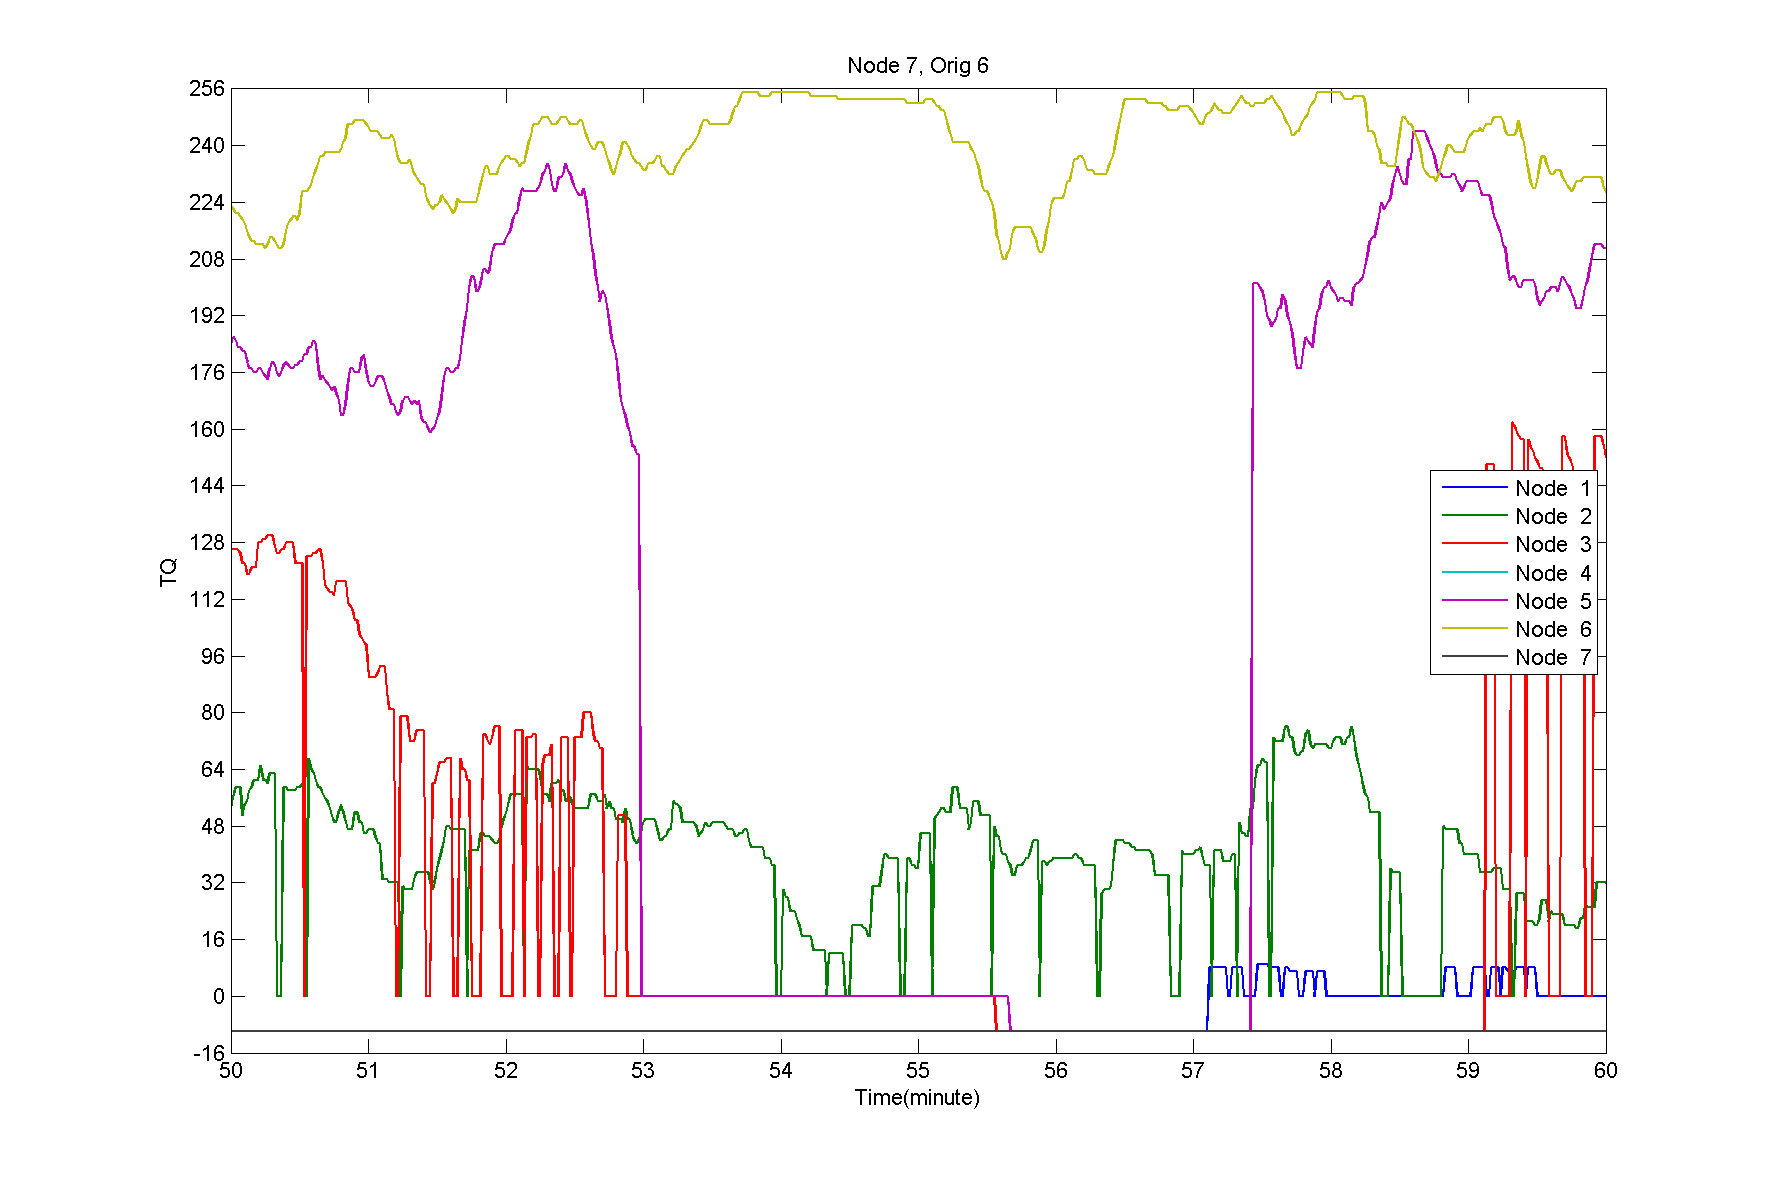 Node 7, Orig 6
256
240
224
208
192
176
160
144
128
112
96
80
64
48
32
16
0
-16
TQ
Node 1
Node 2
Node 3
Node 4
Node 5
Node 6
Node 7
50 51 52 53 54 55 56 57 58 59 60
Time(minute)